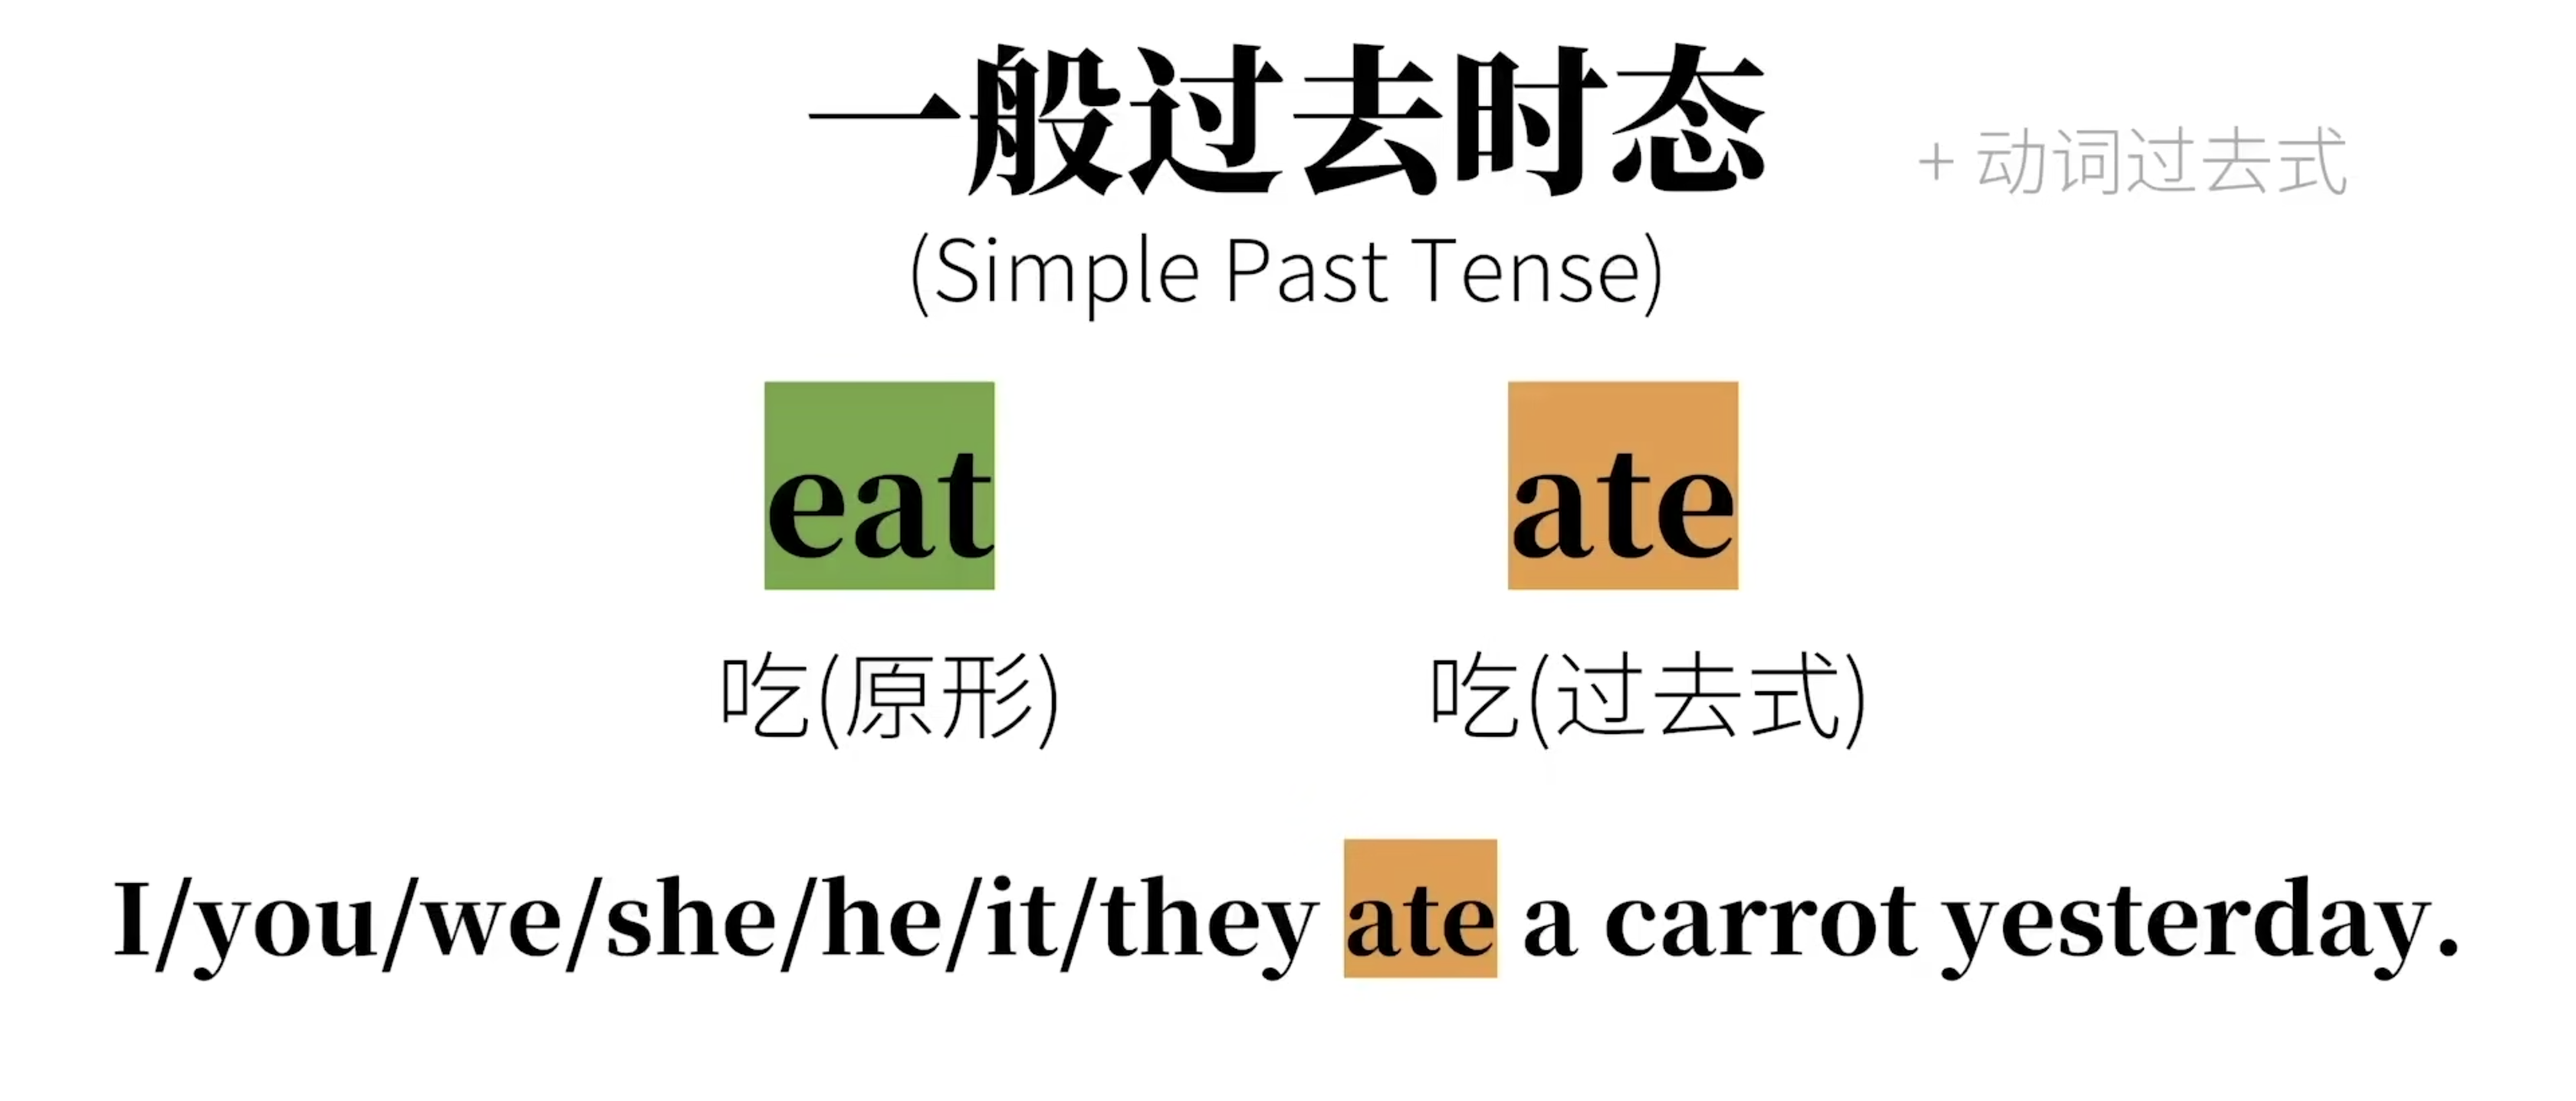 一般过去时态 + 动词过去式
(Simple Past Tense)
eat ate
吃(原形) 吃(过去式)
I/you/we/she/he/it/they ate a carrot yesterday.